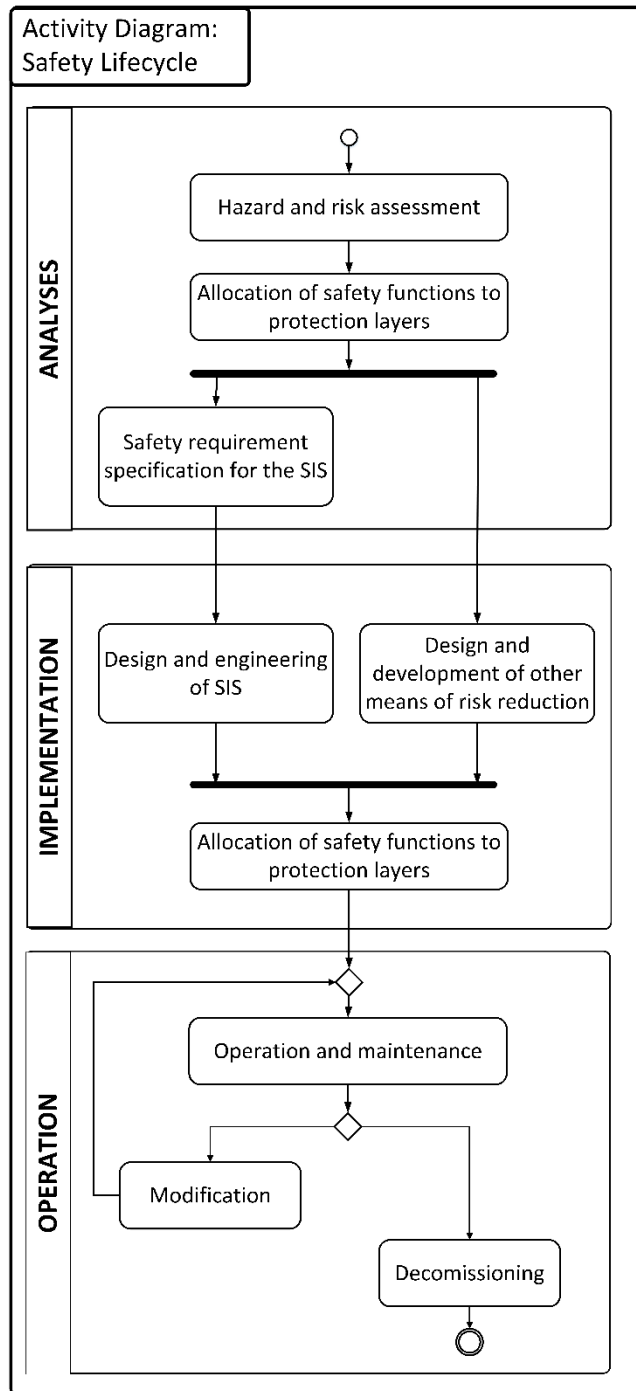 Activity Diagram:
Safety Lifecycle
ANALYSES
Hazard and risk assessment
Allocation of safety functions to
protection layers
Safety requirement
specification for the SIS
IMPLEMENTATION
Design and engineering
of SIS
Design and
development of other
means of risk reduction
Allocation of safety functions to
protection layers
OPERATION
Operation and maintenance
Modification
Decomissioning